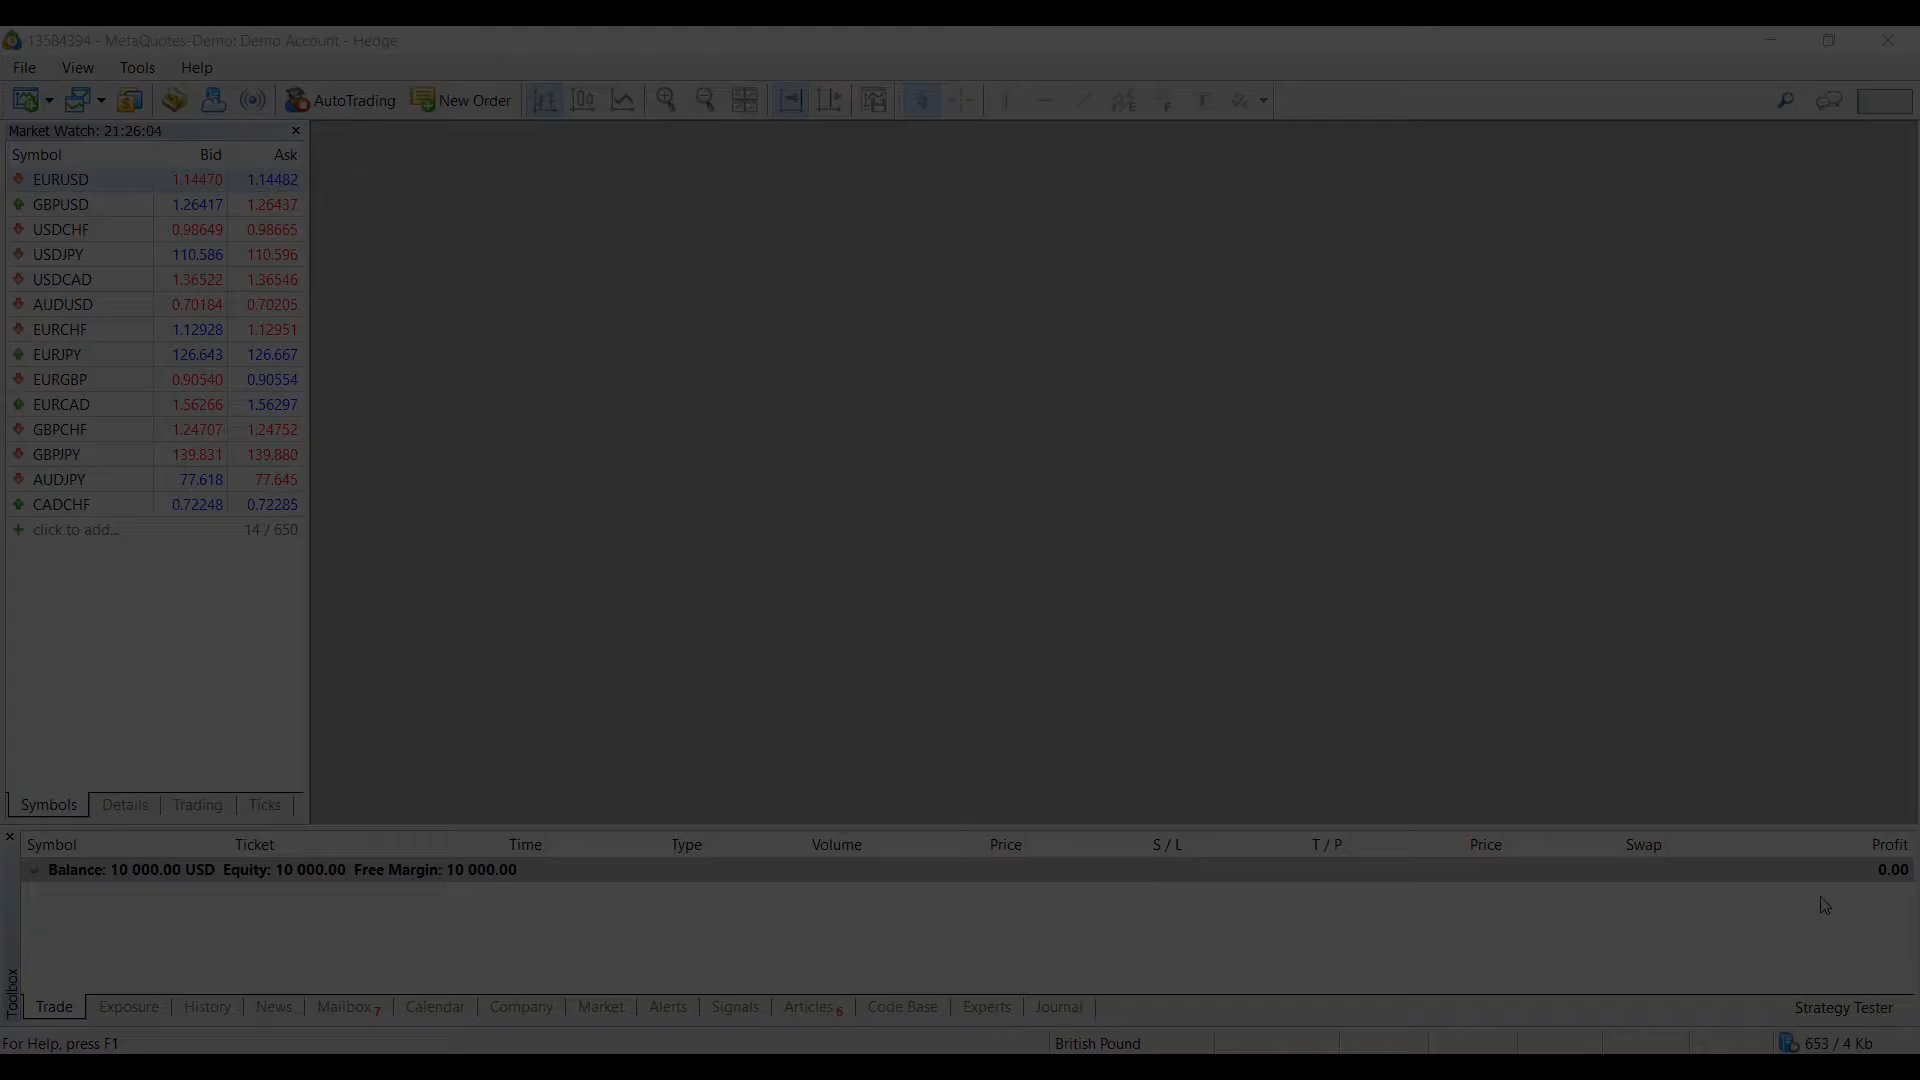 13584394 - MetaQuotes-Demo: Demo Account - Hedge
File View Tools Help
AutoTrading New Order
Market Watch: 21:26:04
Symbol Bid Ask
EURUSD 1.14470 1.14482
GBPUSD 1.26417 1.26437
USDCHF 0.98649 0.98665
USDJPY 110.586 110.596
USDCAD 1.36522 1.36546
AUDUSD 0.70184 0.70205
EURCHF 1.12928 1.12951
EURJPY 126.643 126.667
EURGBP 0.90540 0.90554
EURCAD 1.56266 1.56297
GBPCHF 1.24707 1.24752
GBPJPY 139.831 139.880
AUDJPY 77.618 77.645
CADCHF 0.72248 0.72285
click to add... 14 / 650
Symbols Details Trading Ticks
Symbol Ticket Time Type Volume Price S / L T / P Price Swap Profit
Balance: 10 000.00 USD Equity: 10 000.00 Free Margin: 10 000.00 0.00
Toolbox
Trade Exposure History News Mailbox 7 Calendar Company Market Alerts Signals Articles 6 Code Base Experts Journal Strategy Tester
For Help, press F1 British Pound 653 / 4 Kb